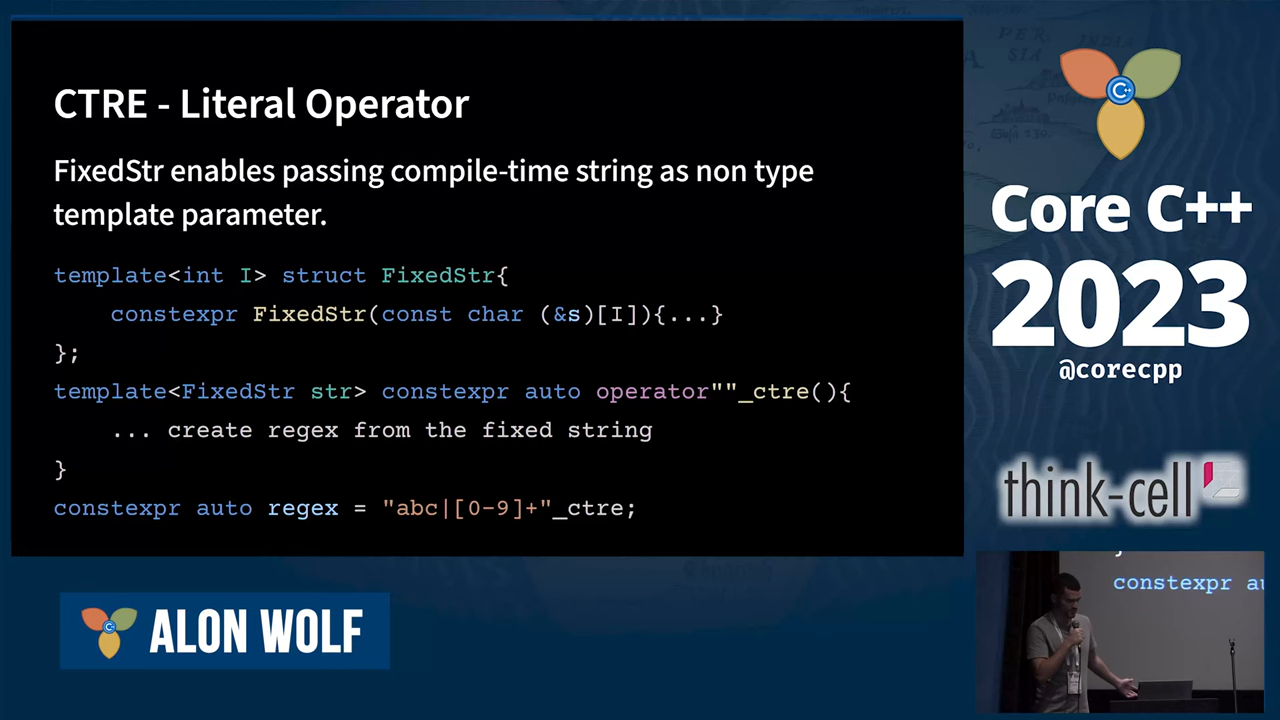 CTRE - Literal Operator
FixedStr enables passing compile-time string as non type
template parameter.
template<int I> struct FixedStr{
    constexpr FixedStr(const char (&s)[I]){...}
};
template<FixedStr str> constexpr auto operator""_ctre(){
    ... create regex from the fixed string
}
constexpr auto regex = "abc|[0-9]+"_ctre;
C++
Core C++
2023
@corecpp
think-cell
constexpr au
C++
ALON WOLF